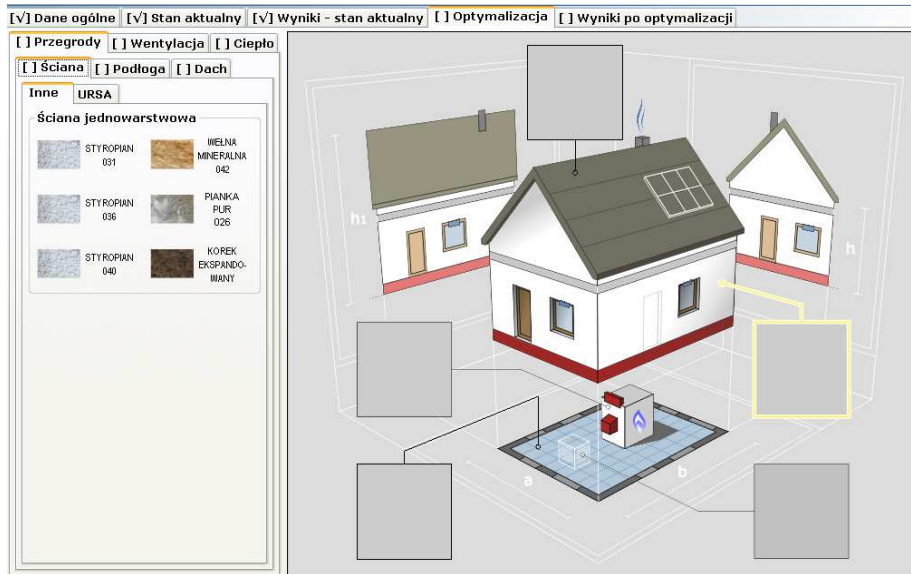 [√] Dane ogólne [√] Stan aktualny [√] Wyniki - stan aktualny [ ] Optymalizacja [ ] Wyniki po optymalizacji
[ ] Przegrody [ ] Wentylacja [ ] Ciepło
[ ] Ściana [ ] Podłoga [ ] Dach
Inne URSA
Ściana jednowarstwowa
STYROPIAN
031
WEŁNA
MINERALNA
042
STYROPIAN
036
PIANKA
PUR
026
STYROPIAN
040
KOREK
EKSPANDO-
WANY
h1
h
a
b